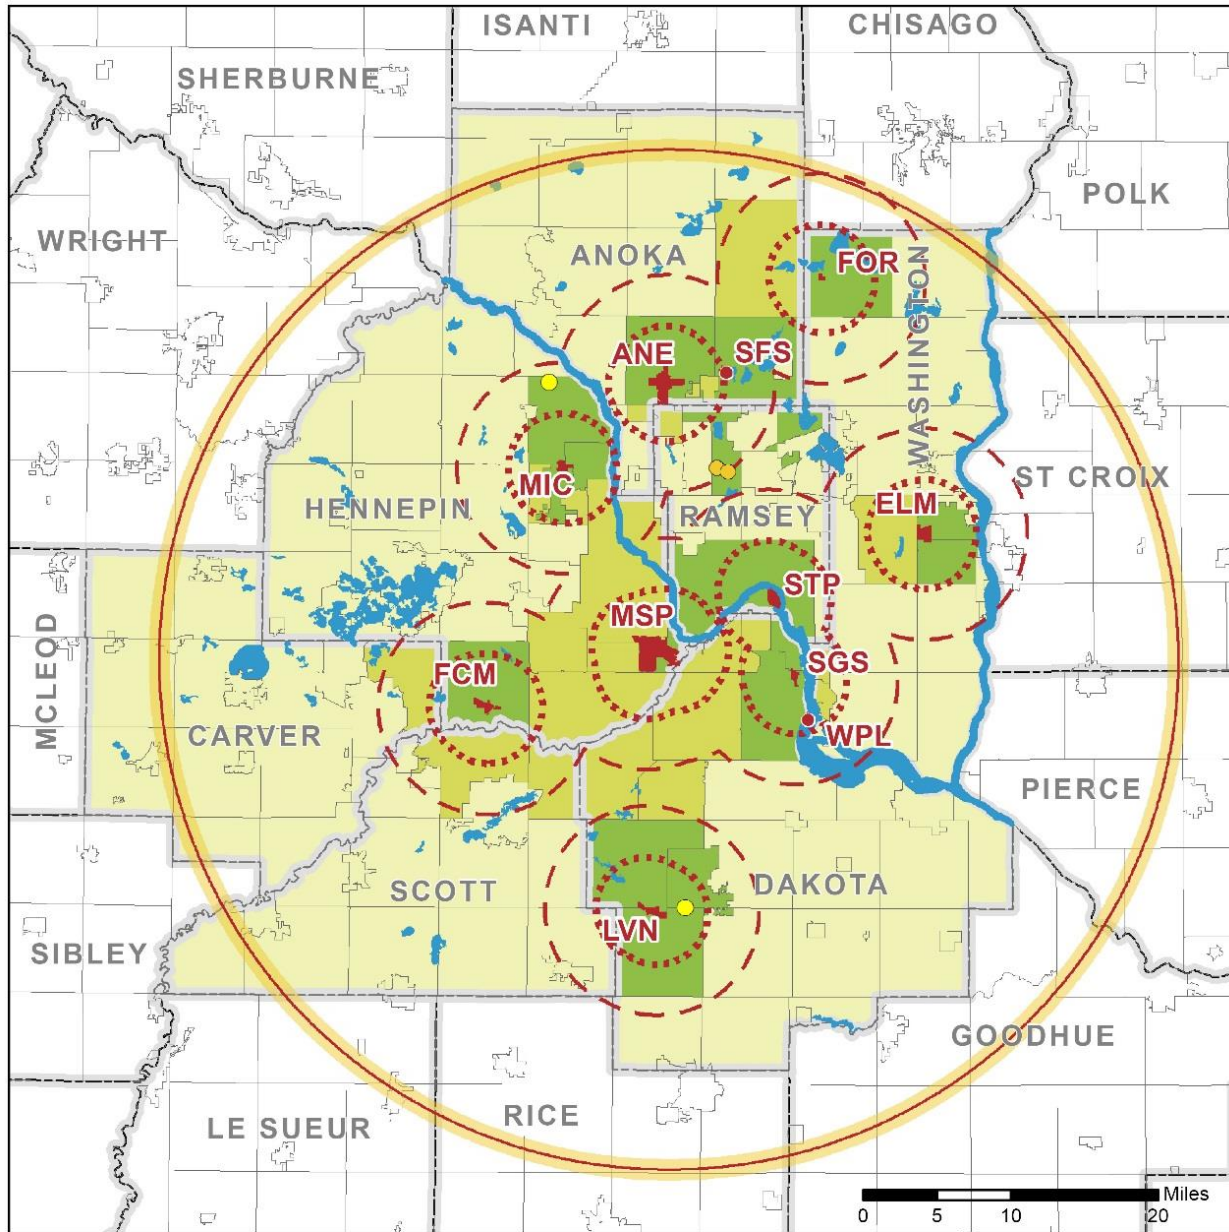 ISANTI
CHISAGO
SHERBURNE
POLK
WRIGHT
ANOKA
FOR
WASHINGTON
ANE
SFS
ST CROIX
MIC
HENNEPIN
RAMSEY
ELM
STP
MSP
MCLEOD
FCM
SGS
CARVER
WPL
PIERCE
SCOTT
DAKOTA
LVN
SIBLEY
GOODHUE
RICE
LE SUEUR
Miles
0 5 10 20